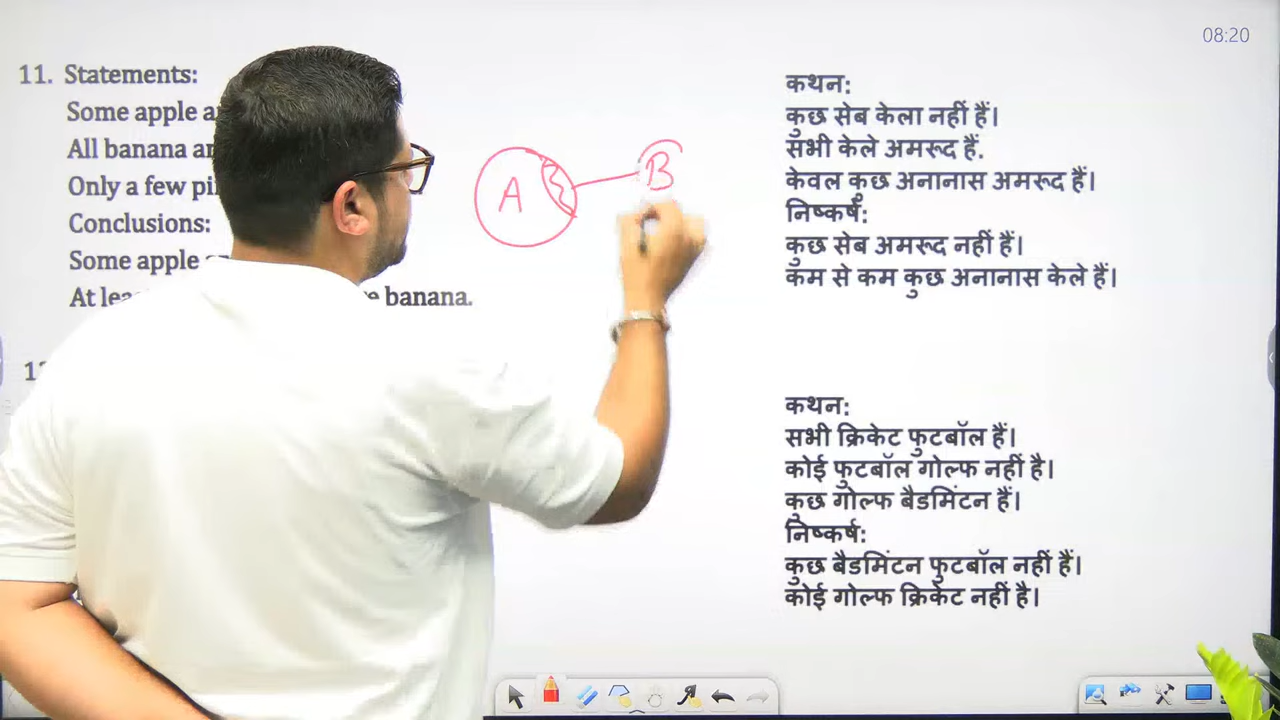 08:20
11. Statements:
Some apple
All banana
Only a few
Conclusions:
Some apple
At banana.
A B
कथन:
कुछ सेब केला नहीं हैं।
सभी केले अमरूद हैं.
केवल कुछ अनानास अमरूद हैं।
निष्कर्ष:
कुछ सेब अमरूद नहीं हैं।
कम से कम कुछ अनानास केले हैं।
कथन:
सभी क्रिकेट फुटबॉल हैं।
कोई फुटबॉल गोल्फ नहीं है।
कुछ गोल्फ बैडमिंटन हैं।
निष्कर्ष:
कुछ बैडमिंटन फुटबॉल नहीं हैं।
कोई गोल्फ क्रिकेट नहीं है।